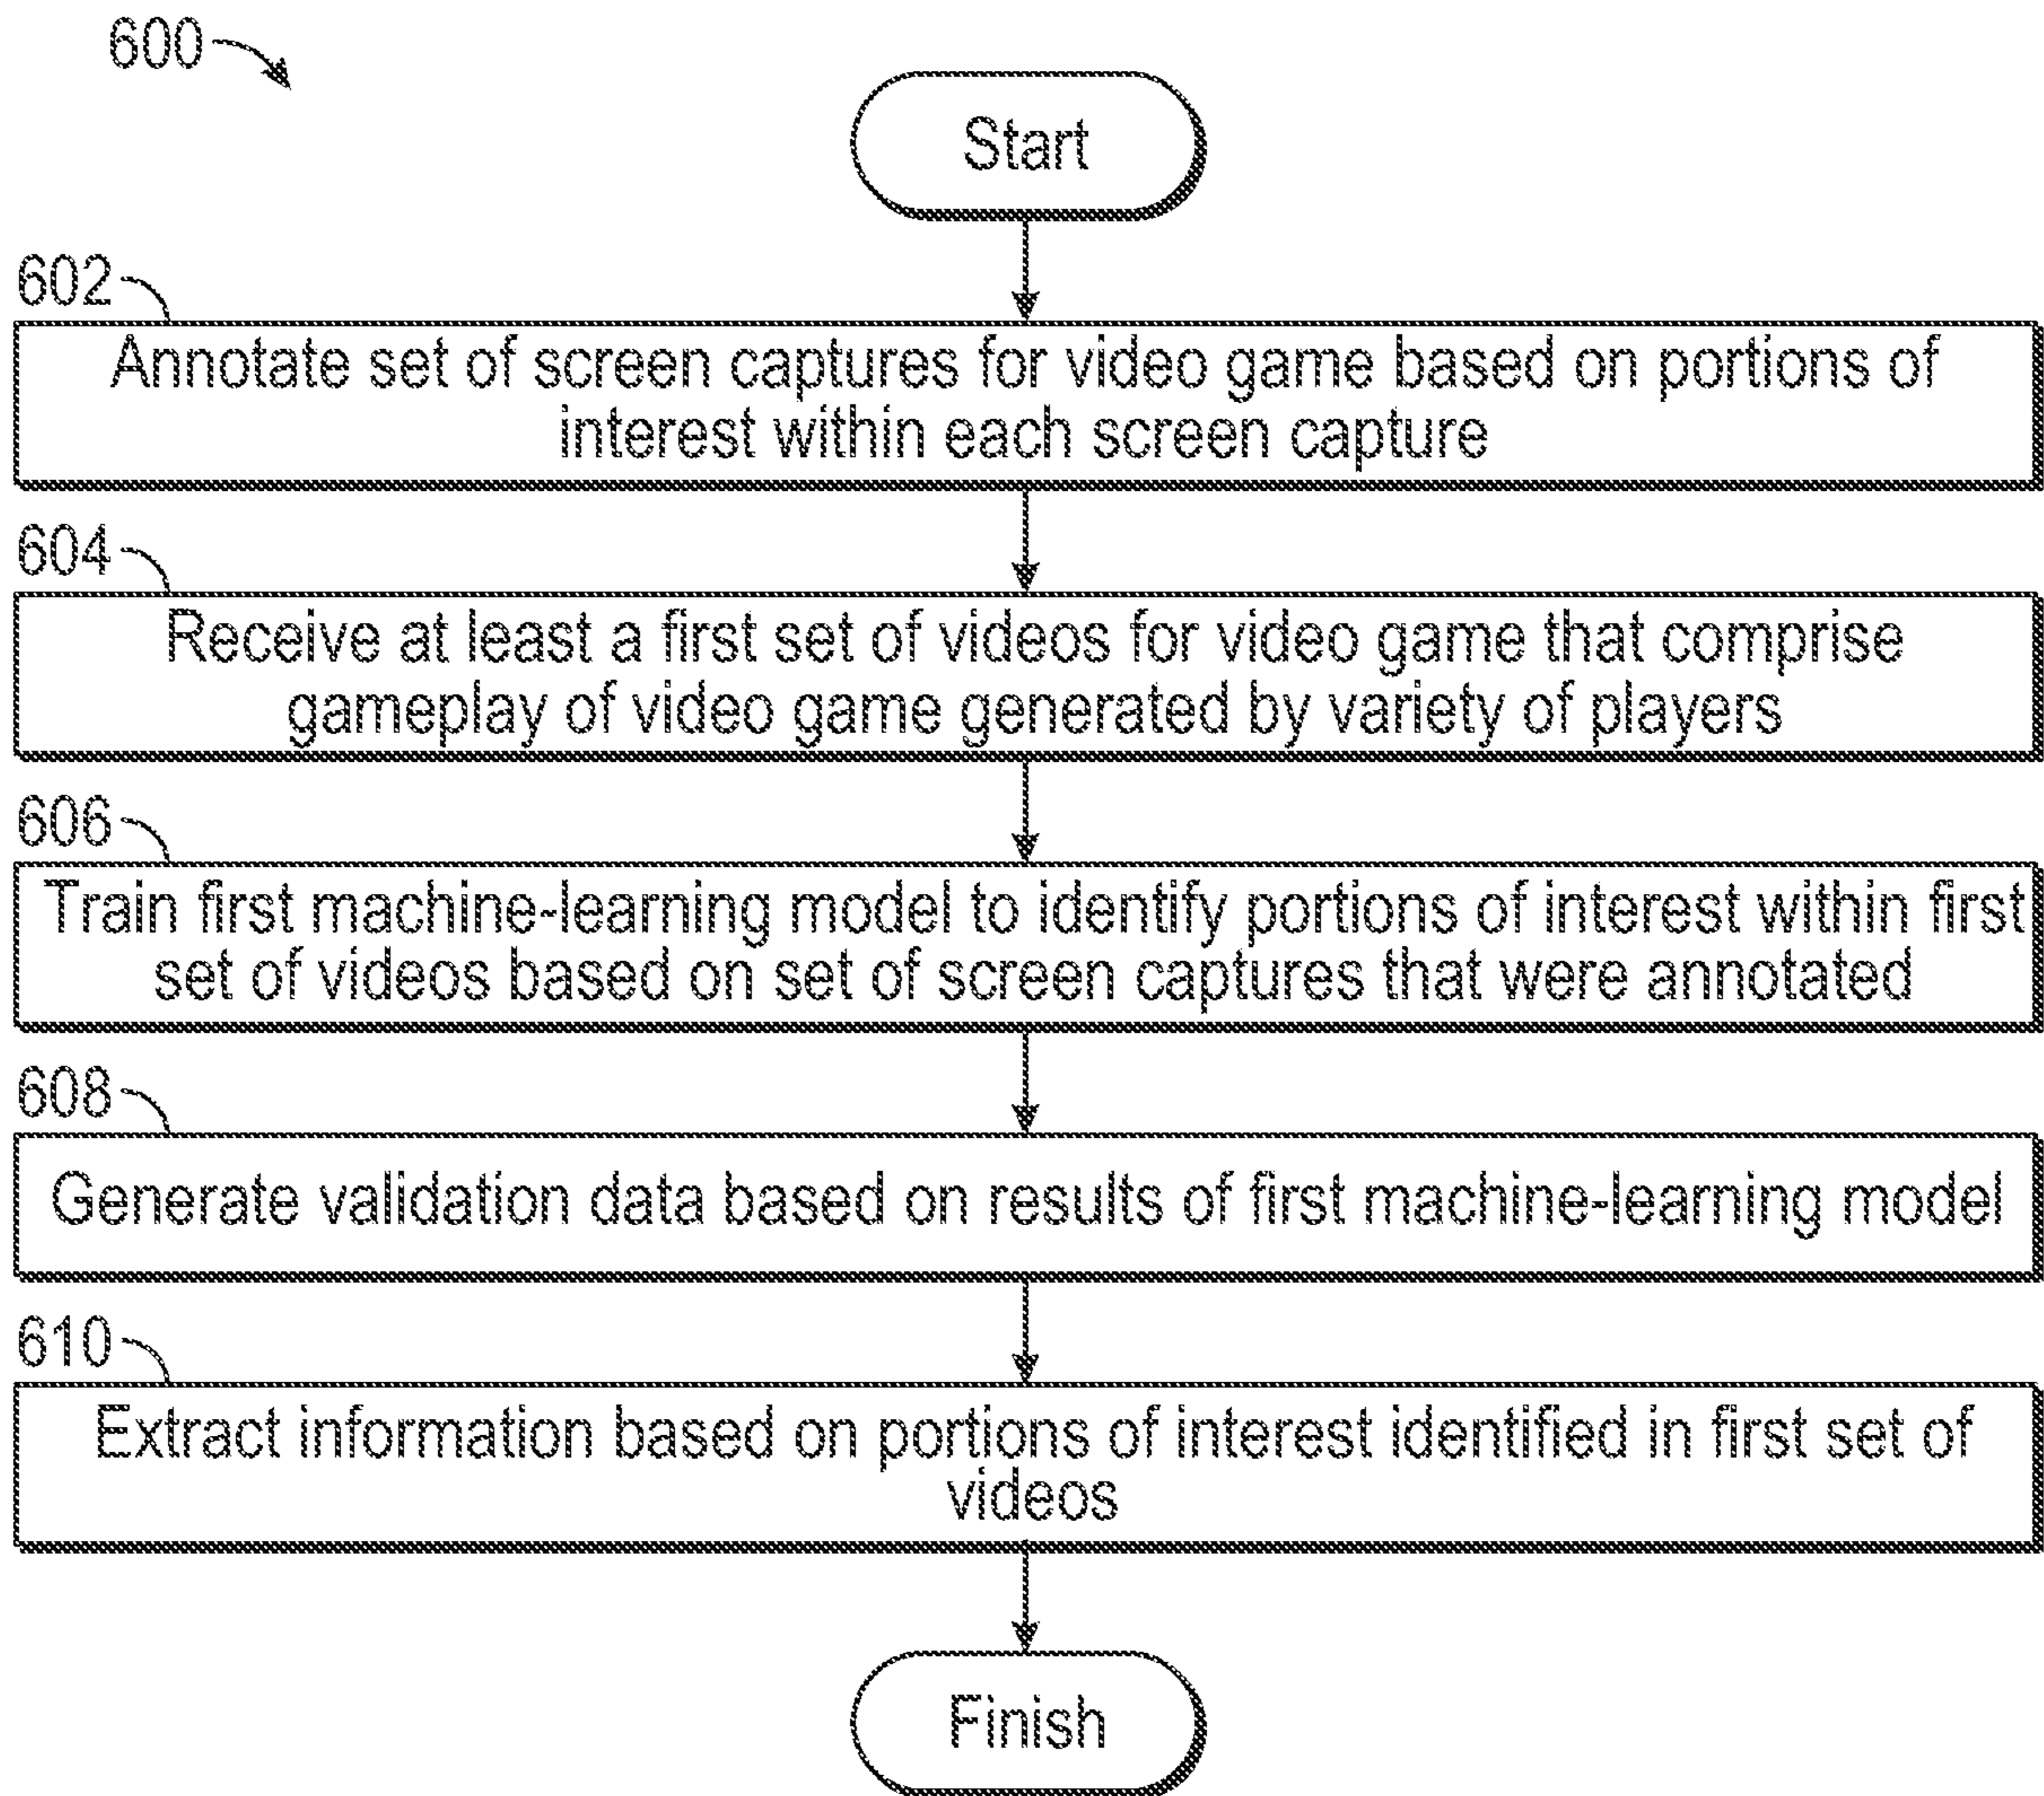 600
Start
602
Annotate set of screen captures for video game based on portions of
interest within each screen capture
604
Receive at least a first set of videos for video game that comprise
gameplay of video game generated by variety of players
606
Train first machine-learning model to identify portions of interest within first
set of videos based on set of screen captures that were annotated
608
Generate validation data based on results of first machine-learning model
610
Extract information based on portions of interest identified in first set of
videos
Finish